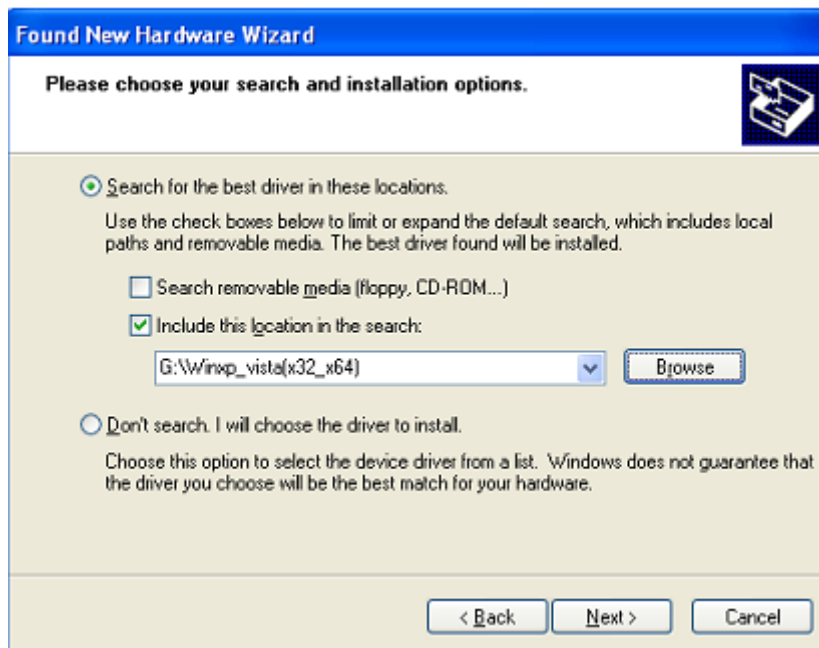 Found New Hardware Wizard
Please choose your search and installation options.
Search for the best driver in these locations.
Use the check boxes below to limit or expand the default search, which includes local
paths and removable media. The best driver found will be installed.
Search removable media (floppy, CD-ROM...)
Include this location in the search:
G:\Winxp_vista(x32_x64)
Browse
Don't search. I will choose the driver to install.
Choose this option to select the device driver from a list. Windows does not guarantee that
the driver you choose will be the best match for your hardware.
< Back
Next >
Cancel